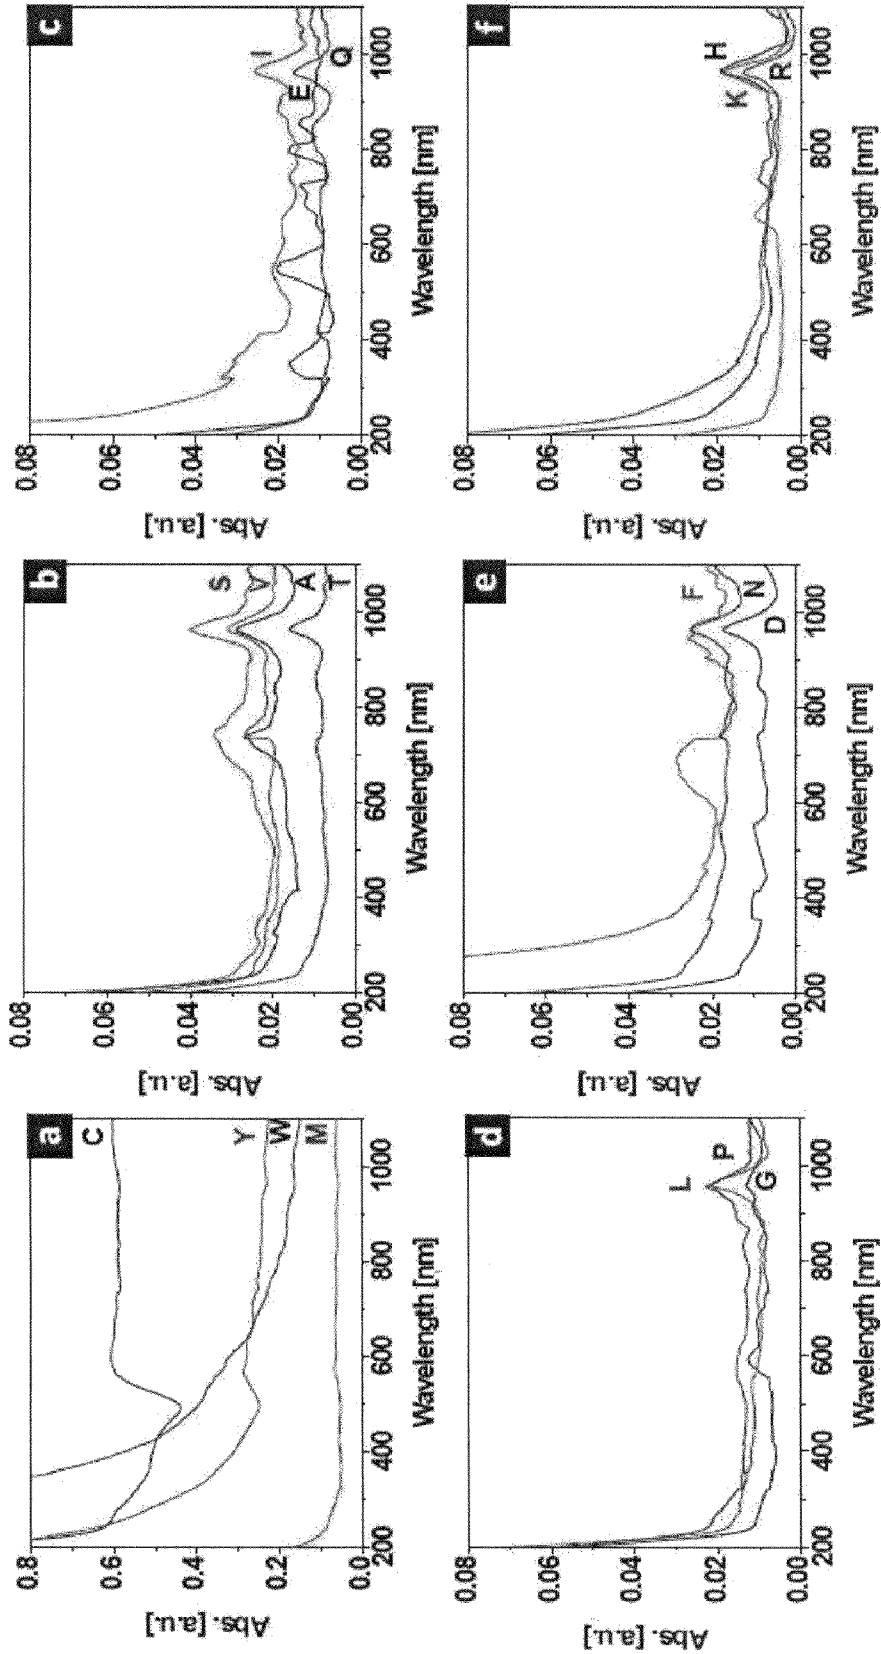 a
C
Y
W
M
0.8
0.6
0.4
0.2
0.0
200
400
600
800
1000
Abs. [a.u.]
Wavelength [nm]
b
S
V
A
T
0.08
0.06
0.04
0.02
0.00
200
400
600
800
1000
Abs. [a.u.]
Wavelength [nm]
c
I
E
Q
0.08
0.06
0.04
0.02
0.00
200
400
600
800
1000
Abs. [a.u.]
Wavelength [nm]
d
L
P
G
0.08
0.06
0.04
0.02
0.00
200
400
600
800
1000
Abs. [a.u.]
Wavelength [nm]
e
F
N
D
0.08
0.06
0.04
0.02
0.00
200
400
600
800
1000
Abs. [a.u.]
Wavelength [nm]
f
H
K
R
0.08
0.06
0.04
0.02
0.00
200
400
600
800
1000
Abs. [a.u.]
Wavelength [nm]